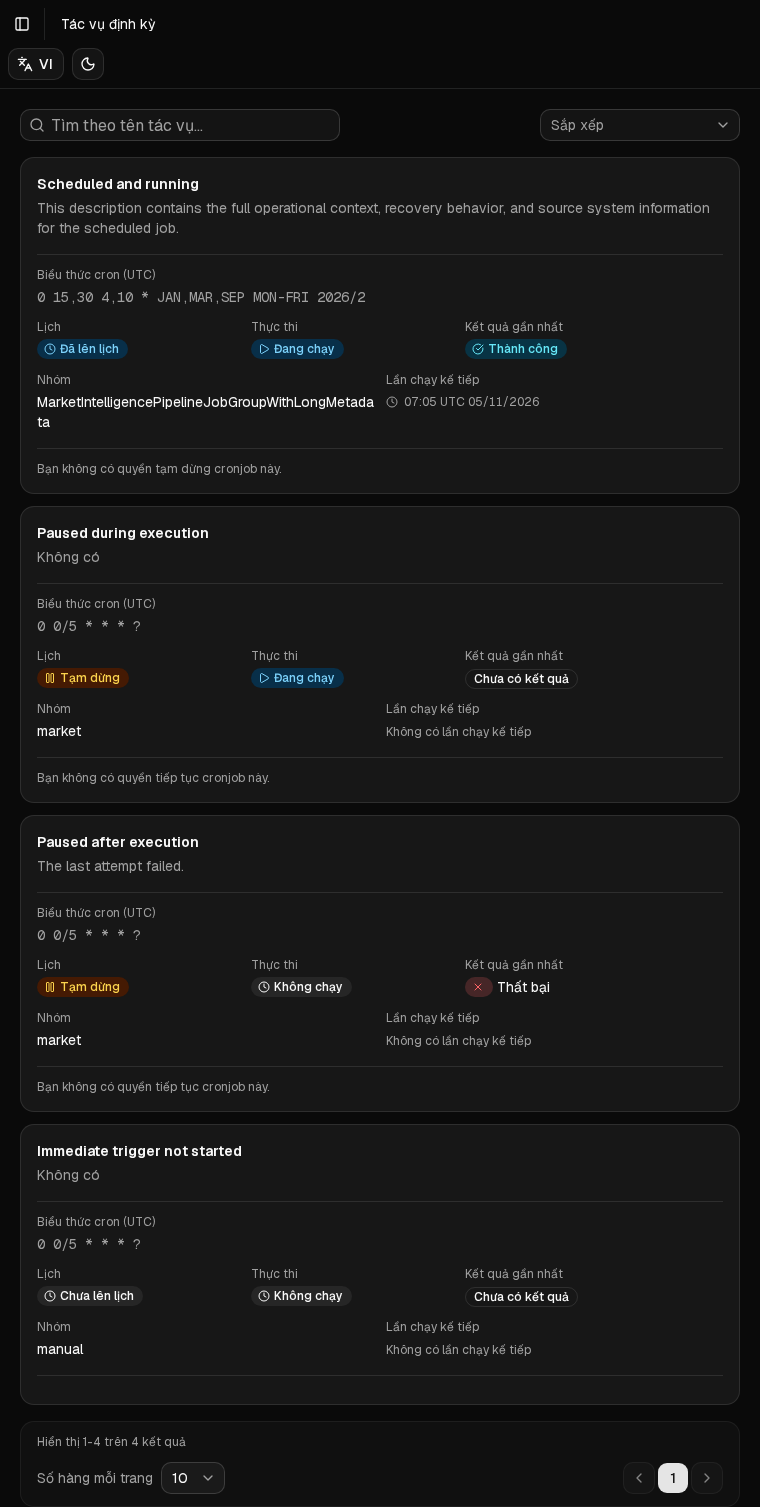 Tác vụ định kỳ
VI
Tìm theo tên tác vụ...
Sắp xếp
Scheduled and running
This description contains the full operational context, recovery behavior, and source system information
for the scheduled job.
Biểu thức cron (UTC)
0 15,30 4,10 * JAN,MAR,SEP MON-FRI 2026/2
Lịch Thực thi Kết quả gần nhất
Đã lên lịch Đang chạy Thành công
Nhóm Lần chạy kế tiếp
MarketIntelligencePipelineJobGroupWithLongMetada 07:05 UTC 05/11/2026
ta
Bạn không có quyền tạm dừng cronjob này.
Paused during execution
Không có
Biểu thức cron (UTC)
0 0/5 * * * ?
Lịch Thực thi Kết quả gần nhất
Tạm dừng Đang chạy Chưa có kết quả
Nhóm Lần chạy kế tiếp
market Không có lần chạy kế tiếp
Bạn không có quyền tiếp tục cronjob này.
Paused after execution
The last attempt failed.
Biểu thức cron (UTC)
0 0/5 * * * ?
Lịch Thực thi Kết quả gần nhất
Tạm dừng Không chạy Thất bại
Nhóm Lần chạy kế tiếp
market Không có lần chạy kế tiếp
Bạn không có quyền tiếp tục cronjob này.
Immediate trigger not started
Không có
Biểu thức cron (UTC)
0 0/5 * * * ?
Lịch Thực thi Kết quả gần nhất
Chưa lên lịch Không chạy Chưa có kết quả
Nhóm Lần chạy kế tiếp
manual Không có lần chạy kế tiếp
Hiển thị 1-4 trên 4 kết quả
Số hàng mỗi trang 10 1